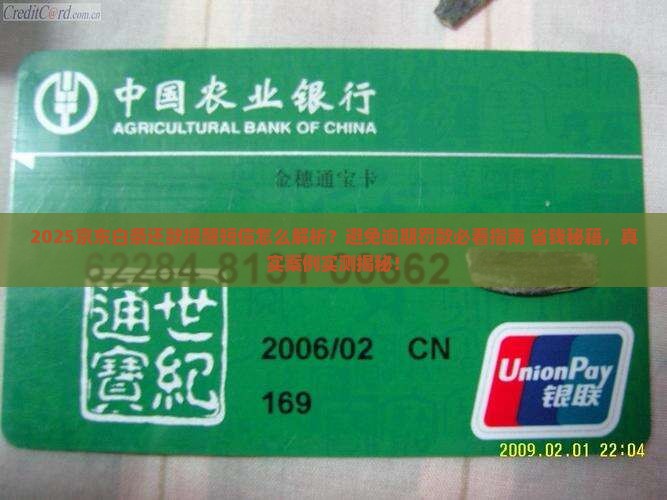 CreditCard.com.cn
中国农业银行
AGRICULTURAL BANK OF CHINA
金穗通宝卡
2025京东白条还款提醒短信怎么解析？避免逾期罚款必看指南 省钱秘籍，真
实案例实测揭秘！
世紀
通寶
2006/02 CN
169
UnionPay
银联
2009.02.01 22:04